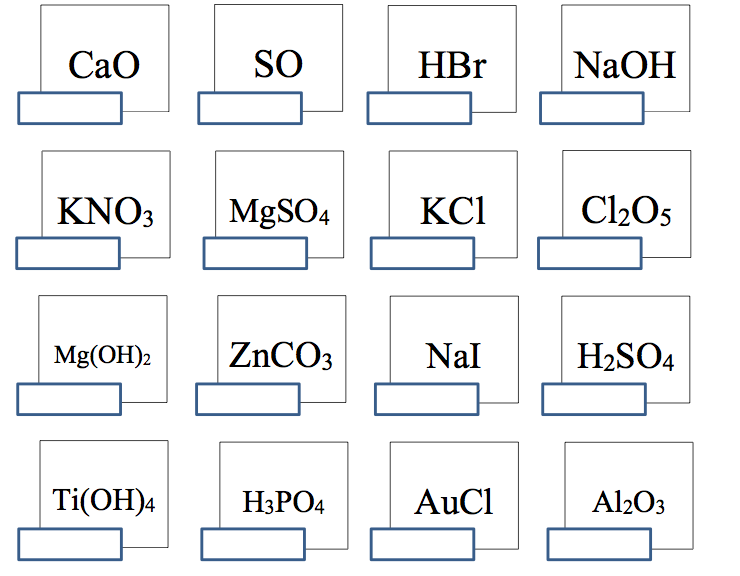 CaO SO HBr NaOH
KNO₃ MgSO₄ KCl Cl₂O₅
Mg(OH)₂ ZnCO₃ NaI H₂SO₄
Ti(OH)₄ H₃PO₄ AuCl Al₂O₃